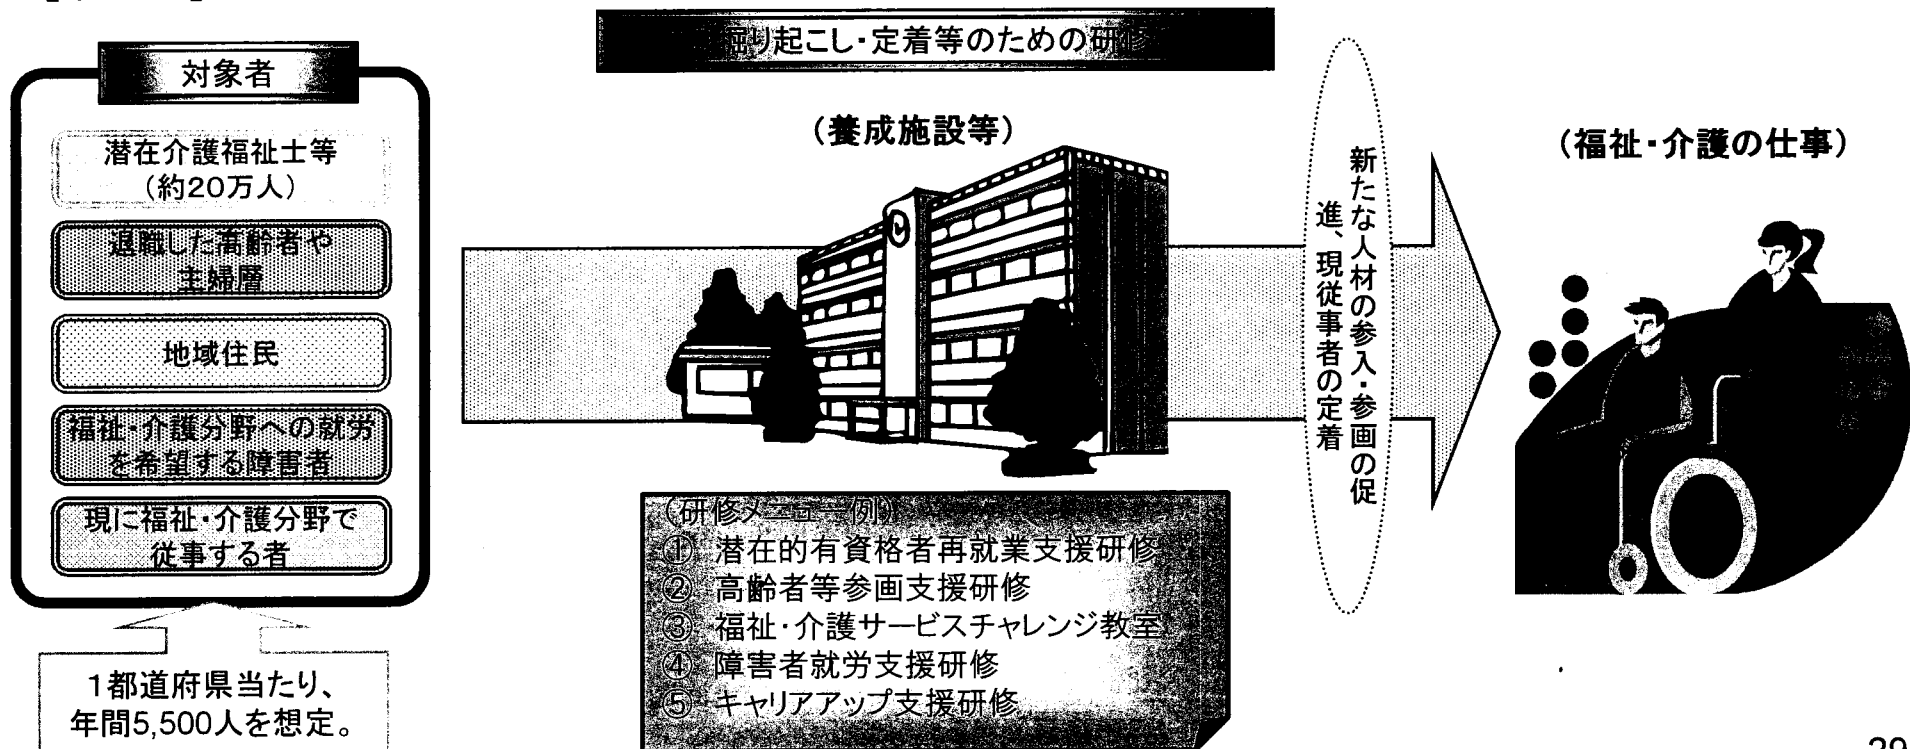 掘り起こし・定着等のための研修
対象者
潜在介護福祉士等
（約20万人）
退職した高齢者や
主婦層
地域住民
福祉・介護分野への就労
を希望する障害者
現に福祉・介護分野で
従事する者
1都道府県当たり、
年間5,500人を想定。
（養成施設等）
（研修メニュー例）
① 潜在的有資格者再就業支援研修
② 高齢者等参画支援研修
③ 福祉・介護サービスチャレンジ教室
④ 障害者就労支援研修
⑤ キャリアアップ支援研修
新たな人材の参入・参画の促
進、現従事者の定着
（福祉・介護の仕事）